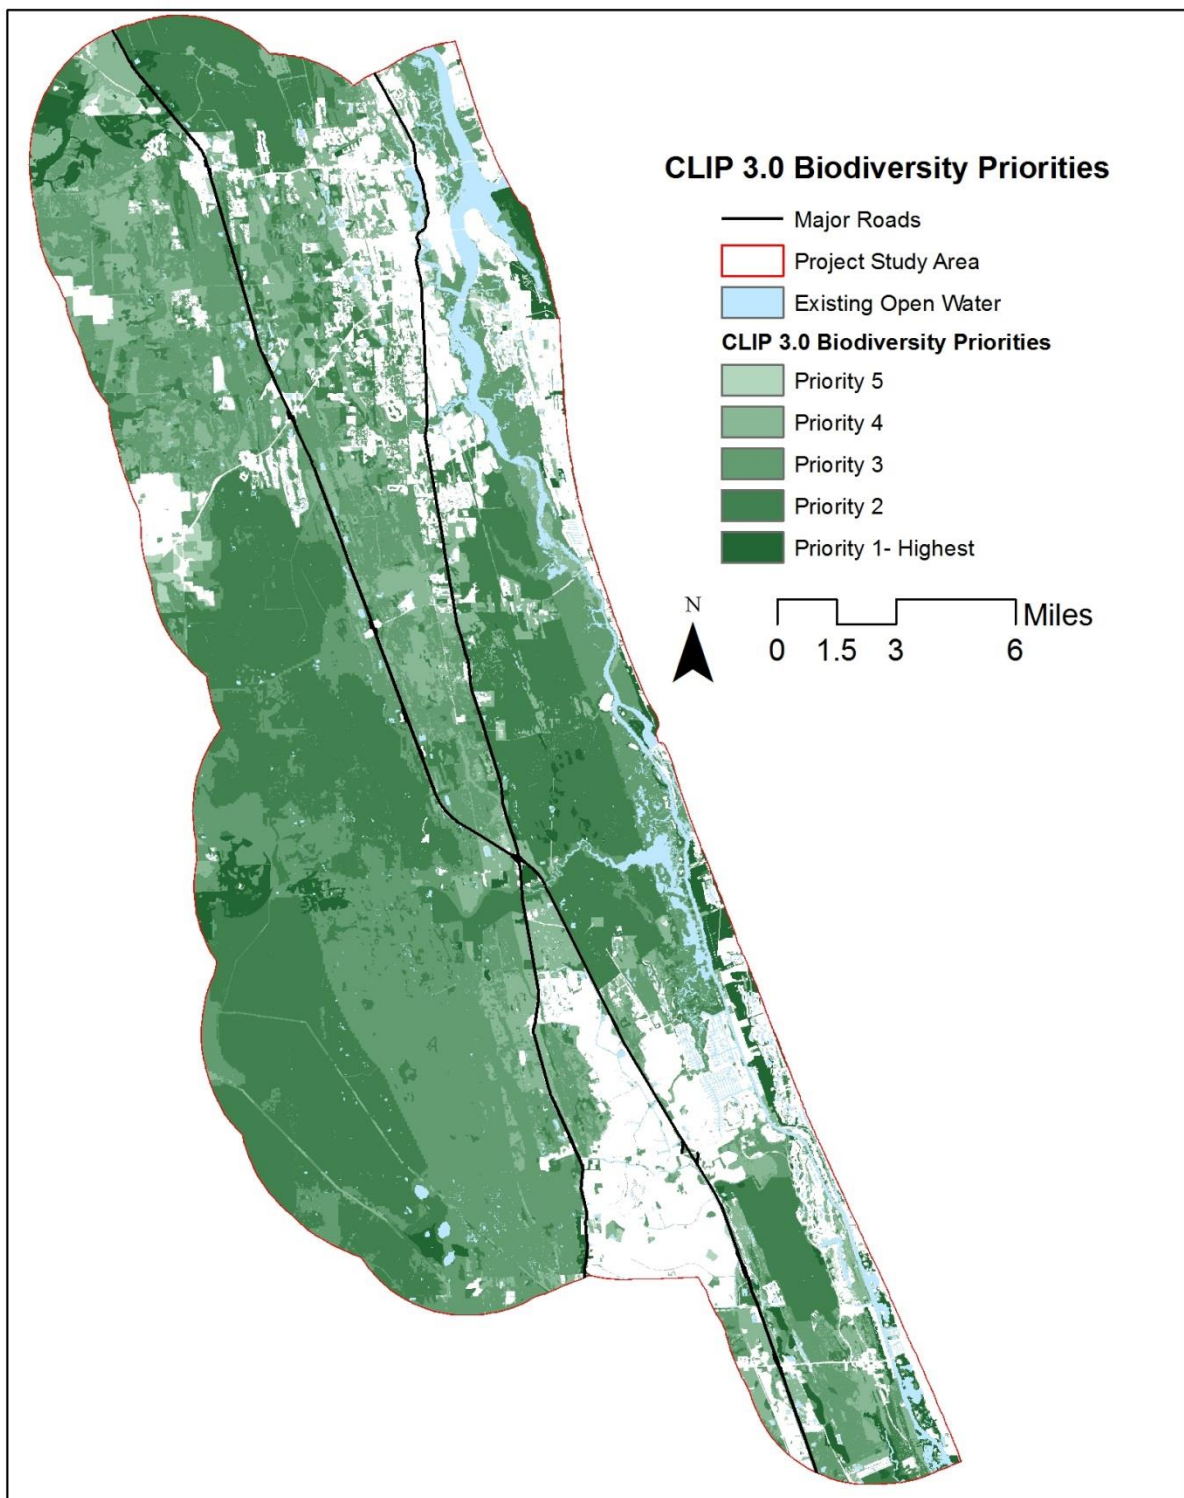 CLIP 3.0 Biodiversity Priorities
Major Roads
Project Study Area
Existing Open Water
CLIP 3.0 Biodiversity Priorities
Priority 5
Priority 4
Priority 3
Priority 2
Priority 1- Highest
N
Miles
0 1.5 3 6